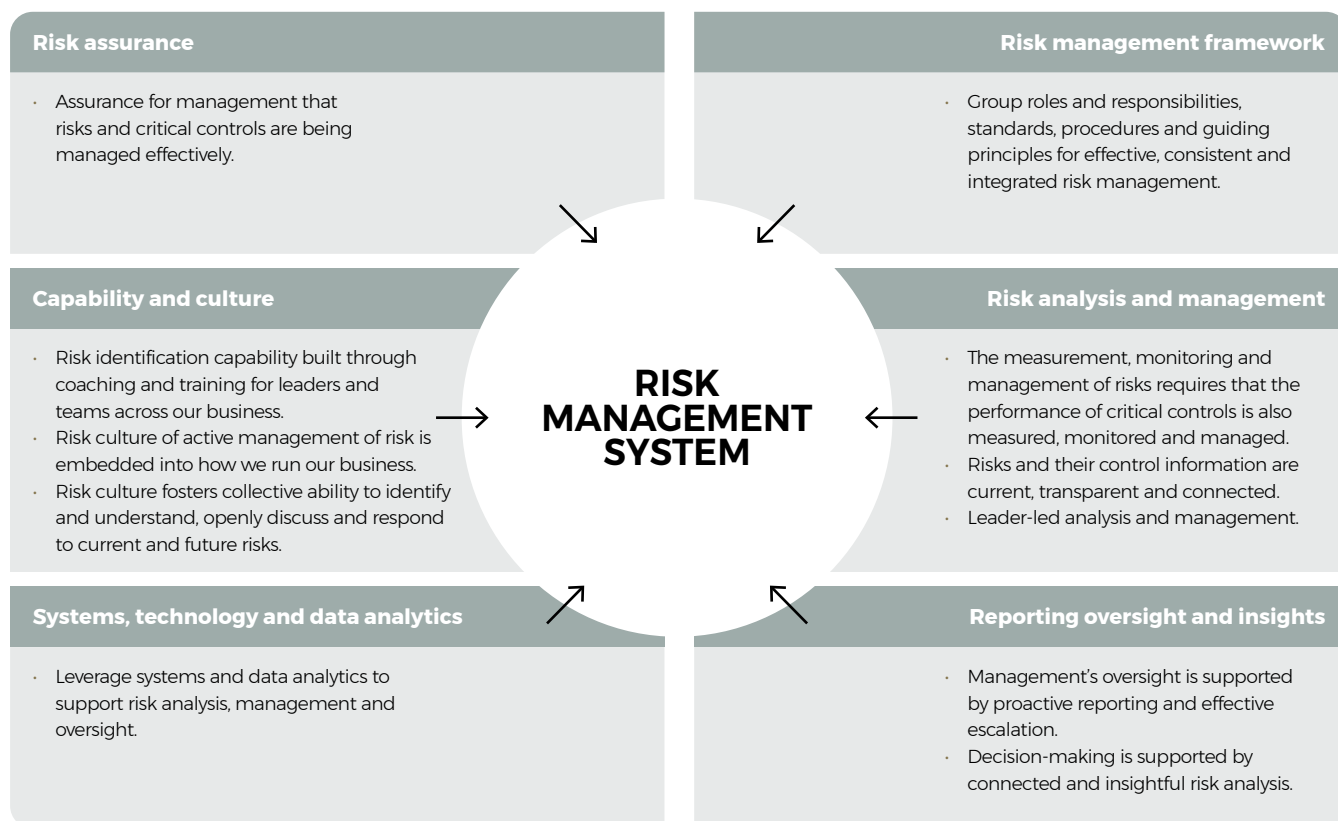 Risk assurance
· Assurance for management that
risks and critical controls are being
managed effectively.
Risk management framework
· Group roles and responsibilities,
standards, procedures and guiding
principles for effective, consistent and
integrated risk management.
Capability and culture
· Risk identification capability built through
coaching and training for leaders and
teams across our business.
· Risk culture of active management of risk is
embedded into how we run our business.
· Risk culture fosters collective ability to identify
and understand, openly discuss and respond
to current and future risks.
RISK
MANAGEMENT
SYSTEM
Risk analysis and management
· The measurement, monitoring and
management of risks requires that the
performance of critical controls is also
measured, monitored and managed.
· Risks and their control information are
current, transparent and connected.
· Leader-led analysis and management.
Systems, technology and data analytics
· Leverage systems and data analytics to
support risk analysis, management and
oversight.
Reporting oversight and insights
· Management’s oversight is supported
by proactive reporting and effective
escalation.
· Decision-making is supported by
connected and insightful risk analysis.